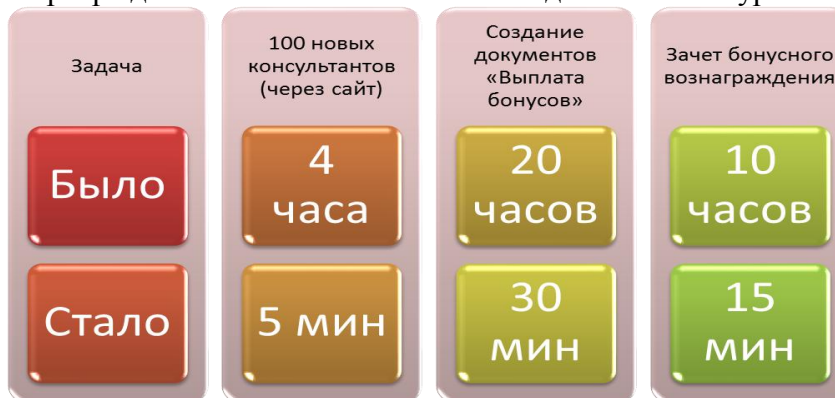 Задача
100 новых
консультантов
(через сайт)
Создание
документов
«Выплата
бонусов»
Зачет бонусного
вознаграждения
Было
4
часа
20
часов
10
часов
Стало
5 мин
30
мин
15
мин